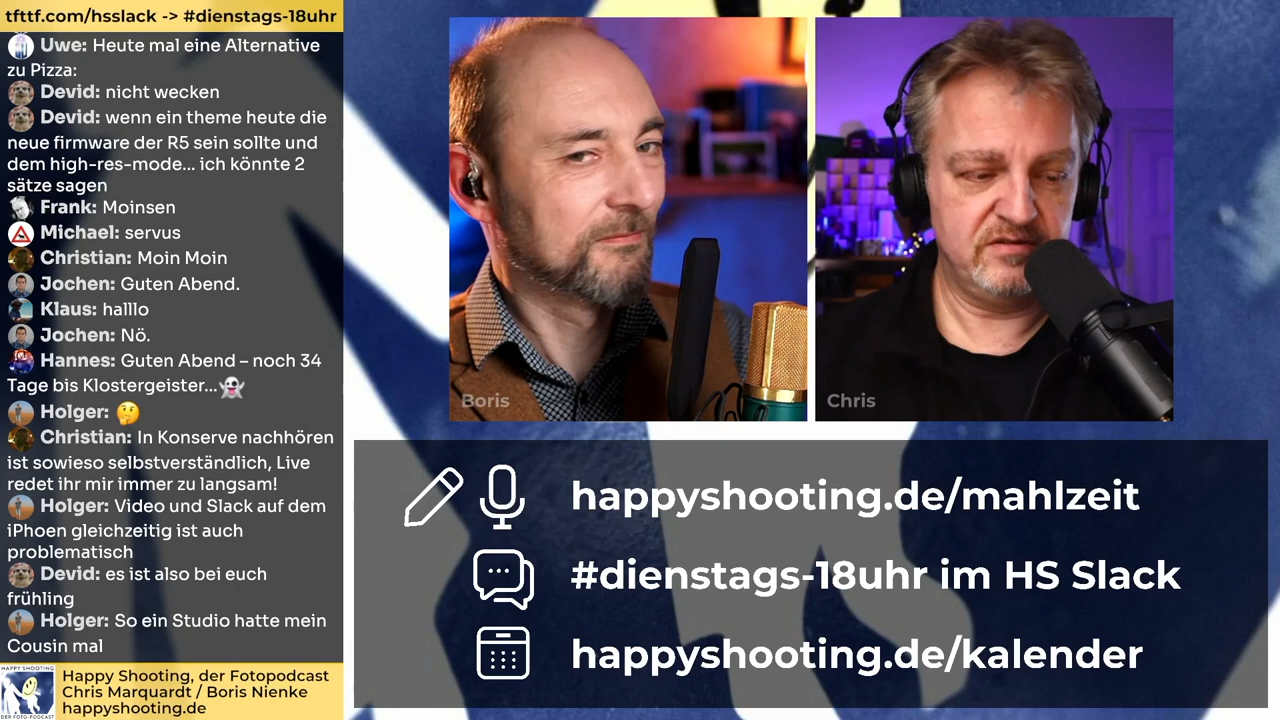 tfttf.com/hsslack -> #dienstags-18uhr
Uwe: Heute mal eine Alternative
zu Pizza:
Devid: nicht wecken
Devid: wenn ein theme heute die
neue firmware der R5 sein sollte und
dem high-res-mode... ich könnte 2
sätze sagen
Frank: Moinsen
Michael: servus
Christian: Moin Moin
Jochen: Guten Abend.
Klaus: halllo
Jochen: Nö.
Hannes: Guten Abend – noch 34
Tage bis Klostergeister...👻
Holger: 🤔
Christian: In Konserve nachhören
ist sowieso selbstverständlich, Live
redet ihr mir immer zu langsam!
Holger: Video und Slack auf dem
iPhoen gleichzeitig ist auch
problematisch
Devid: es ist also bei euch
frühling
Holger: So ein Studio hatte mein
Cousin mal
HAPPY SHOOTING
DER FOTO-PODCAST
Happy Shooting, der Fotopodcast
Chris Marquardt / Boris Nienke
happyshooting.de
Boris
Chris
happyshooting.de/mahlzeit
#dienstags-18uhr im HS Slack
happyshooting.de/kalender